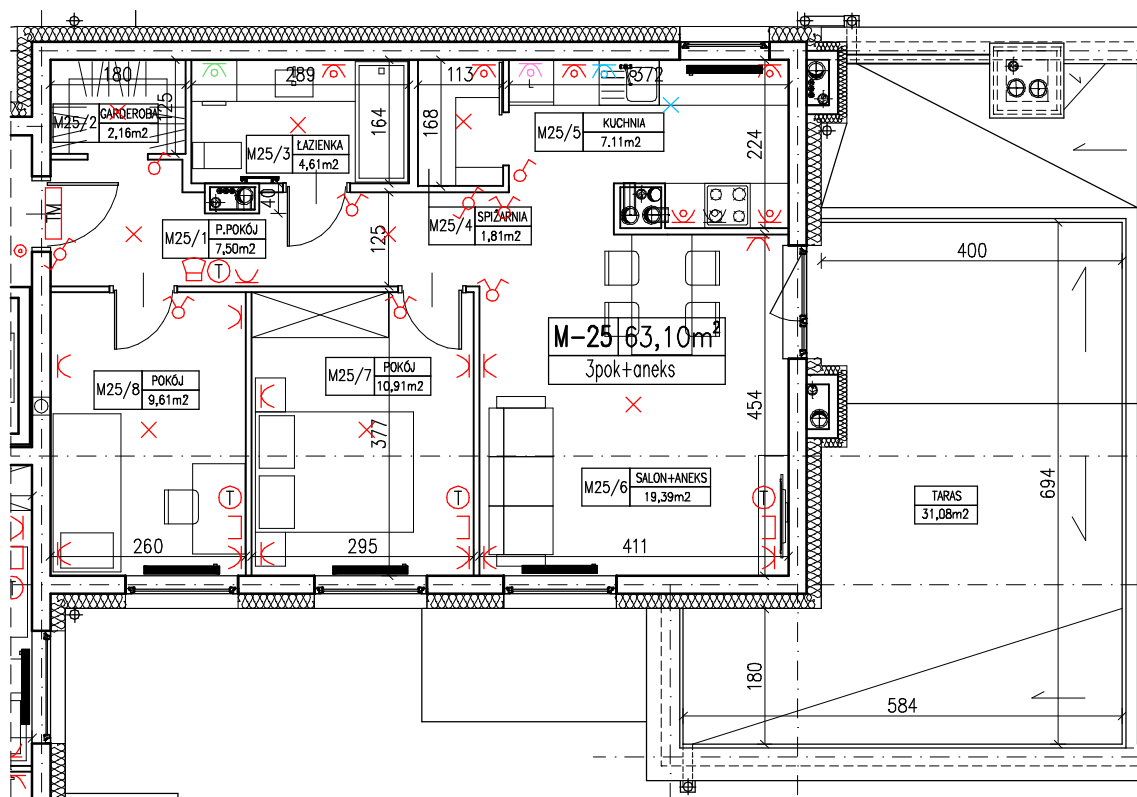 180
289
113
372
125
M25/2
GARDEROBA
2,16m2
M25/3
ŁAZIENKA
4,61m2
164
168
M25/5
KUCHNIA
7.11m2
224
TM
40
M25/1
P.POKÓJ
7,50m2
T
125
M25/4
SPIŻARNIA
1,81m2
400
M-25 63,10m²
3pok+aneks
M25/8
POKÓJ
9,61m2
M25/7
POKÓJ
10,91m2
377
454
M25/6
SALON+ANEKS
19,39m2
T
T
T
TARAS
31,08m2
694
260
295
411
180
584